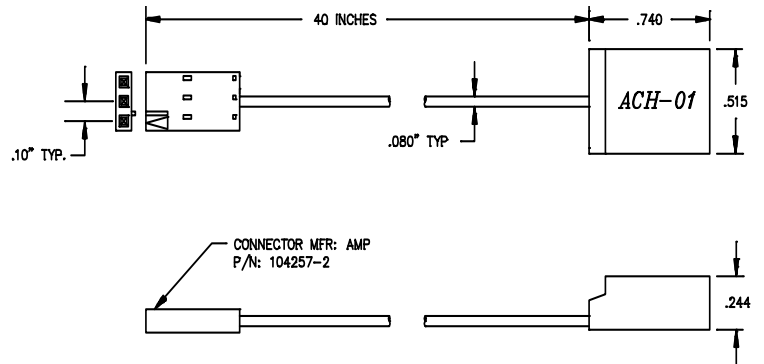 40 INCHES
.740
ACH-01
.515
.10" TYP.
.080" TYP
CONNECTOR MFR: AMP
P/N: 104257-2
.244